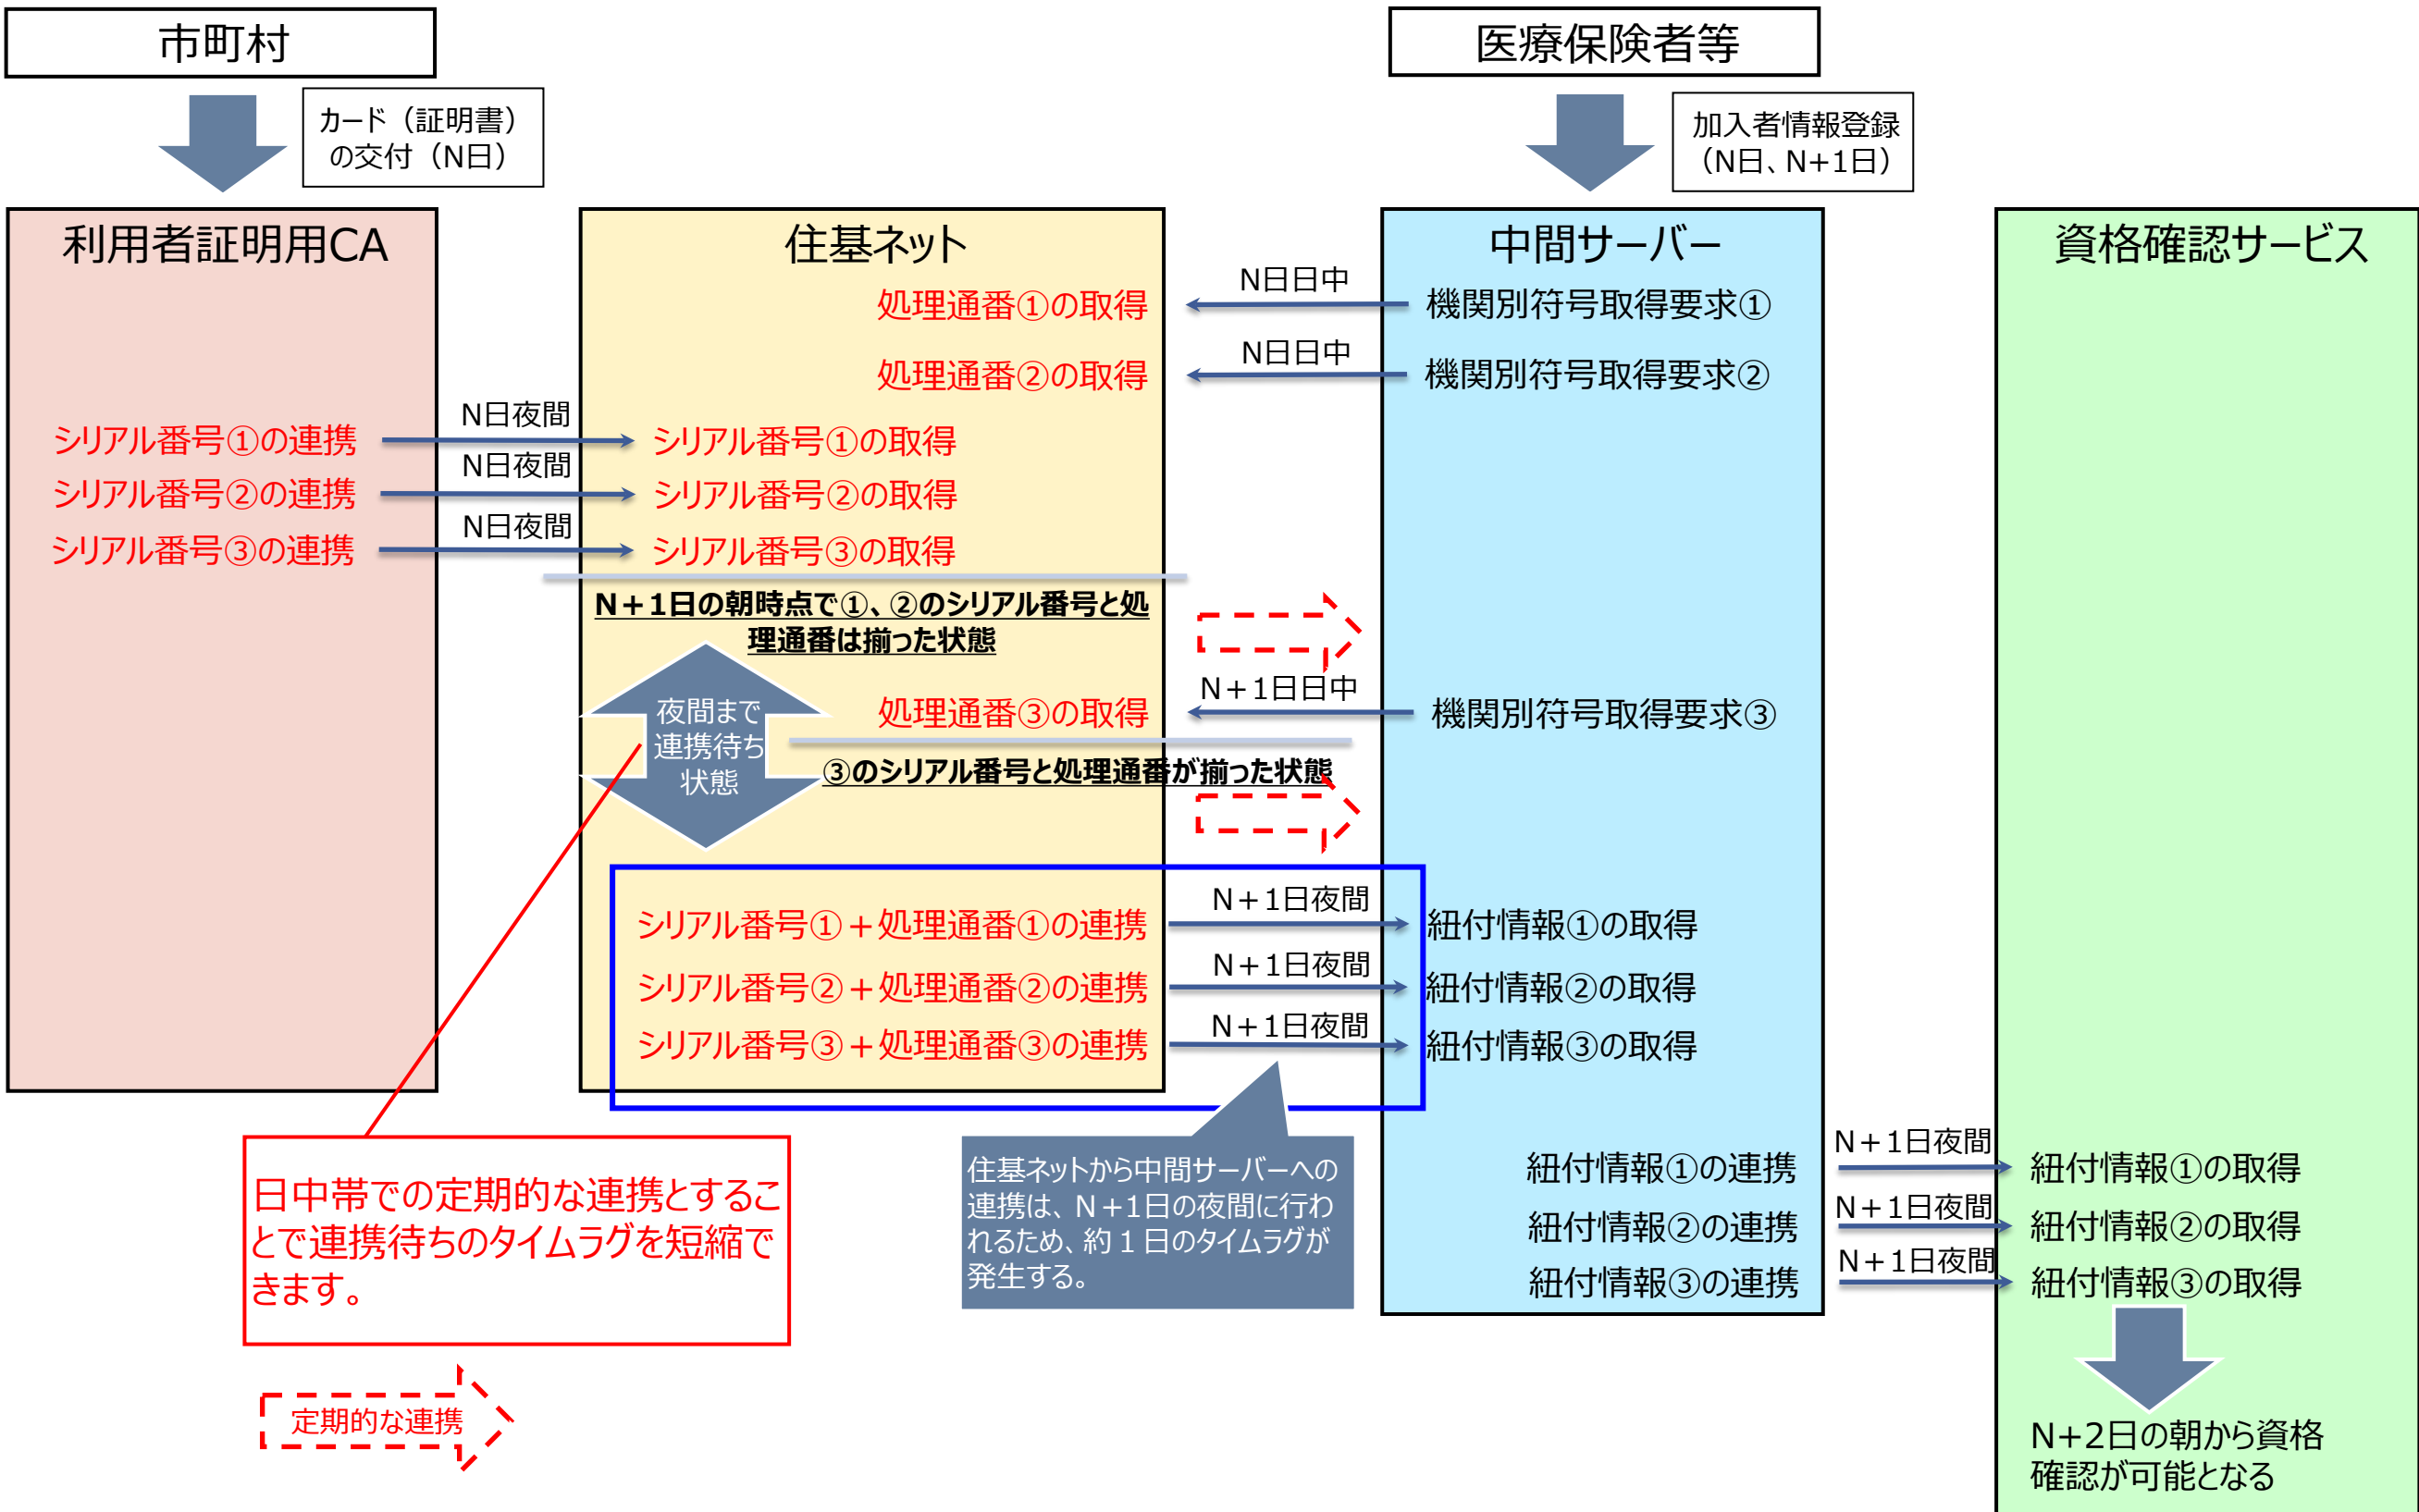 市町村
医療保険者等
カード（証明書）
の交付（N日）
加入者情報登録
（N日、N+1日）
利用者証明用CA
住基ネット
中間サーバー
資格確認サービス
処理通番①の取得
N日日中
機関別符号取得要求①
処理通番②の取得
N日日中
機関別符号取得要求②
シリアル番号①の連携
N日夜間
シリアル番号①の取得
シリアル番号②の連携
N日夜間
シリアル番号②の取得
シリアル番号③の連携
N日夜間
シリアル番号③の取得
N＋1日の朝時点で①、②のシリアル番号と処
理通番は揃った状態
夜間まで
連携待ち
状態
処理通番③の取得
N＋1日日中
機関別符号取得要求③
③のシリアル番号と処理通番が揃った状態
シリアル番号①＋処理通番①の連携
N＋1日夜間
紐付情報①の取得
シリアル番号②＋処理通番②の連携
N＋1日夜間
紐付情報②の取得
シリアル番号③＋処理通番③の連携
N＋1日夜間
紐付情報③の取得
日中帯での定期的な連携とするこ
とで連携待ちのタイムラグを短縮で
きます。
住基ネットから中間サーバーへの
連携は、N+1日の夜間に行わ
れるため、約１日のタイムラグが
発生する。
紐付情報①の連携
N＋1日夜間
紐付情報①の取得
紐付情報②の連携
N＋1日夜間
紐付情報②の取得
紐付情報③の連携
N＋1日夜間
紐付情報③の取得
定期的な連携
N+2日の朝から資格
確認が可能となる